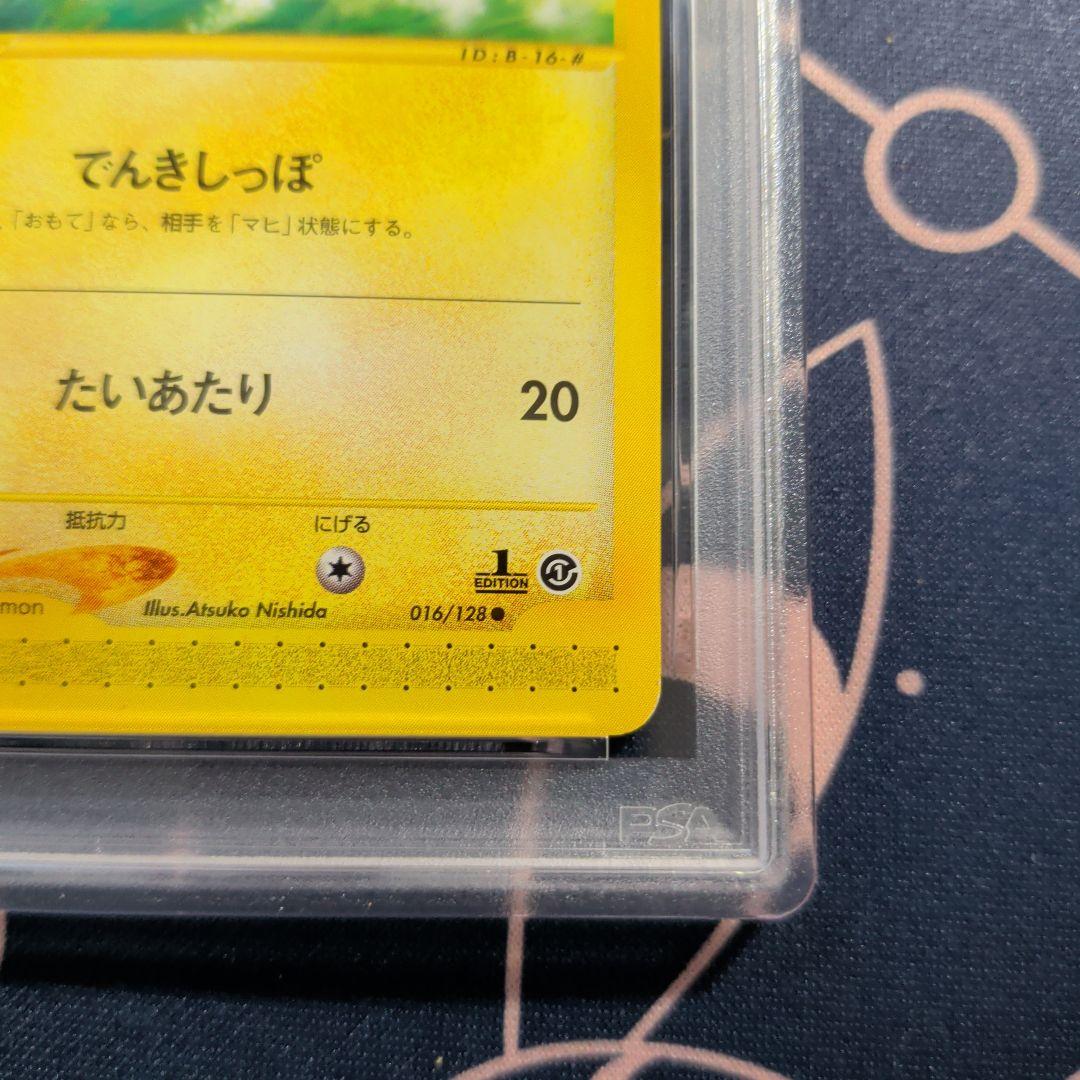 ID:B-16-#
でんきしっぽ
、「おもて」なら、相手を「マヒ」状態にする。
たいあたり 20
抵抗力 にげる
1
EDITION
1
mon Illus.Atsuko Nishida 016/128●
PSA